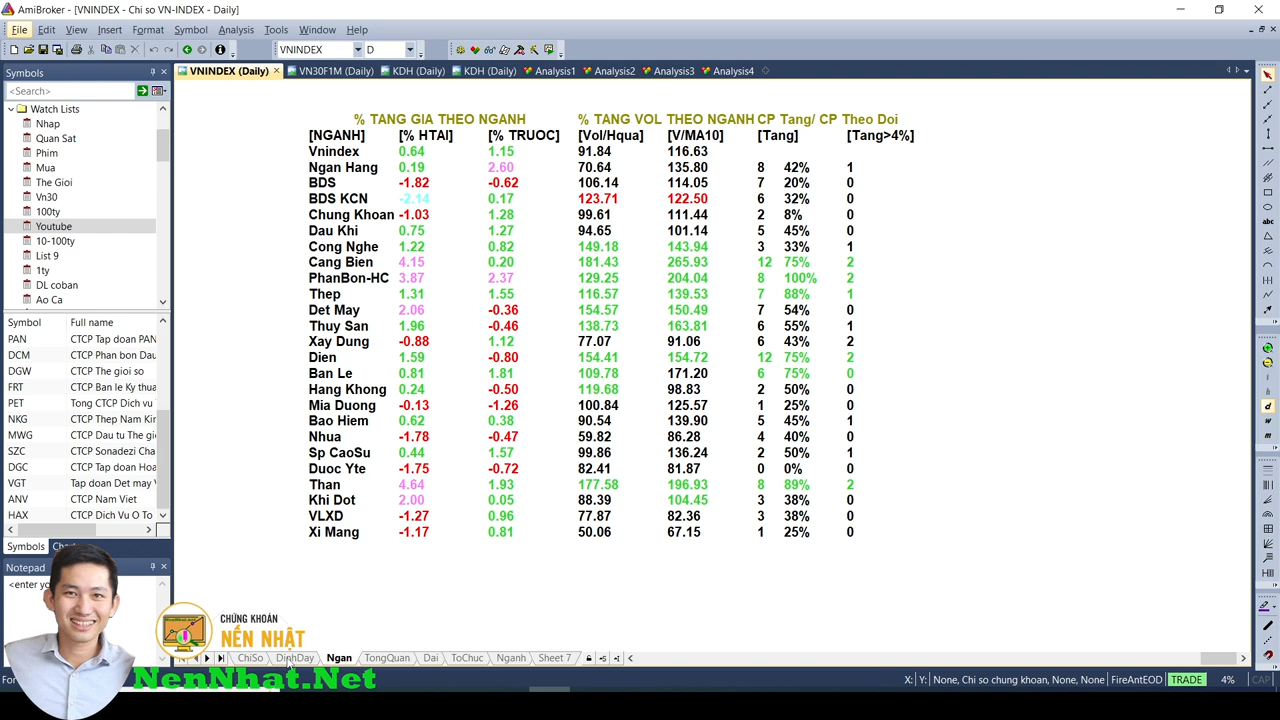 AmiBroker - [VNINDEX - Chi so VN-INDEX - Daily]
File Edit View Insert Format Symbol Analysis Tools Window Help
VNINDEX D
Symbols
<Search>
Watch Lists
Nhap
Quan Sat
Phim
Mua
The Gioi
Vn30
100ty
Youtube
10-100ty
List 9
1ty
DL coban
Ao Ca
Symbol Full name
PAN CTCP Tap doan PAN
DCM CTCP Phan bon Dau
DGW CTCP The gioi so
FRT CTCP Ban le Ky thua
PET Tong CTCP Dich vu T
NKG CTCP Thep Nam Kin
MWG CTCP Dau tu The gio
SZC CTCP Sonadezi Cha
DGC CTCP Tap doan Hoa
VGT Tap doan Det may V
ANV CTCP Nam Viet
HAX CTCP Dich Vu O To
Symbols
Notepad
<enter yo
VNINDEX (Daily) VN30F1M (Daily) KDH (Daily) KDH (Daily) Analysis1 Analysis2 Analysis3 Analysis4
% TANG GIA THEO NGANH % TANG VOL THEO NGANH CP Tang/ CP Theo Doi
[NGANH] [% HTAI] [% TRUOC] [Vol/Hqua] [V/MA10] [Tang] [Tang>4%]
Vnindex 0.64 1.15 91.84 116.63
Ngan Hang 0.19 2.60 70.64 135.80 8 42% 1
BDS -1.82 -0.62 106.14 114.05 7 20% 0
BDS KCN -2.14 0.17 123.71 122.50 6 32% 0
Chung Khoan -1.03 1.28 99.61 111.44 2 8% 0
Dau Khi 0.75 1.27 94.65 101.14 5 45% 0
Cong Nghe 1.22 0.82 149.18 143.94 3 33% 1
Cang Bien 4.15 0.20 181.43 265.93 12 75% 2
PhanBon-HC 3.87 2.37 129.25 204.04 8 100% 2
Thep 1.31 1.55 116.57 139.53 7 88% 1
Det May 2.06 -0.36 154.57 150.49 7 54% 0
Thuy San 1.96 -0.46 138.73 163.81 6 55% 1
Xay Dung -0.88 1.12 77.07 91.06 6 43% 2
Dien 1.59 -0.80 154.41 154.72 12 75% 2
Ban Le 0.81 1.81 109.78 171.20 6 75% 0
Hang Khong 0.24 -0.50 119.68 98.83 2 50% 0
Mia Duong -0.13 -1.26 100.84 125.57 1 25% 0
Bao Hiem 0.62 0.38 90.54 139.90 5 45% 1
Nhua -1.78 -0.47 59.82 86.28 4 40% 0
Sp CaoSu 0.44 1.57 99.86 136.24 2 50% 1
Duoc Yte -1.75 -0.72 82.41 81.87 0 0% 0
Than 4.64 1.93 177.58 196.93 8 89% 2
Khi Dot 2.00 0.05 88.39 104.45 3 38% 0
VLXD -1.27 0.96 77.87 82.36 3 38% 0
Xi Mang -1.17 0.81 50.06 67.15 1 25% 0
CHỨNG KHOÁN
NẾN NHẬT
ChiSo DinhDay Ngan TongQuan Dai ToChuc Nganh Sheet 7
NenNhat.Net
X: Y: None, Chi so chung khoan, None, None FireAntEOD TRADE 4% CAP